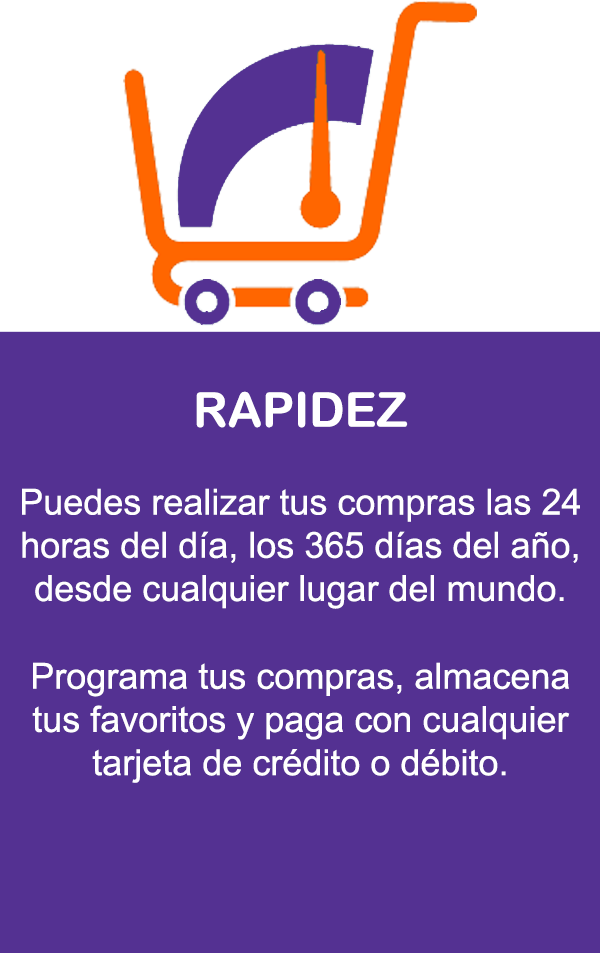 RAPIDEZ
Puedes realizar tus compras las 24
horas del día, los 365 días del año,
desde cualquier lugar del mundo.
Programa tus compras, almacena
tus favoritos y paga con cualquier
tarjeta de crédito o débito.